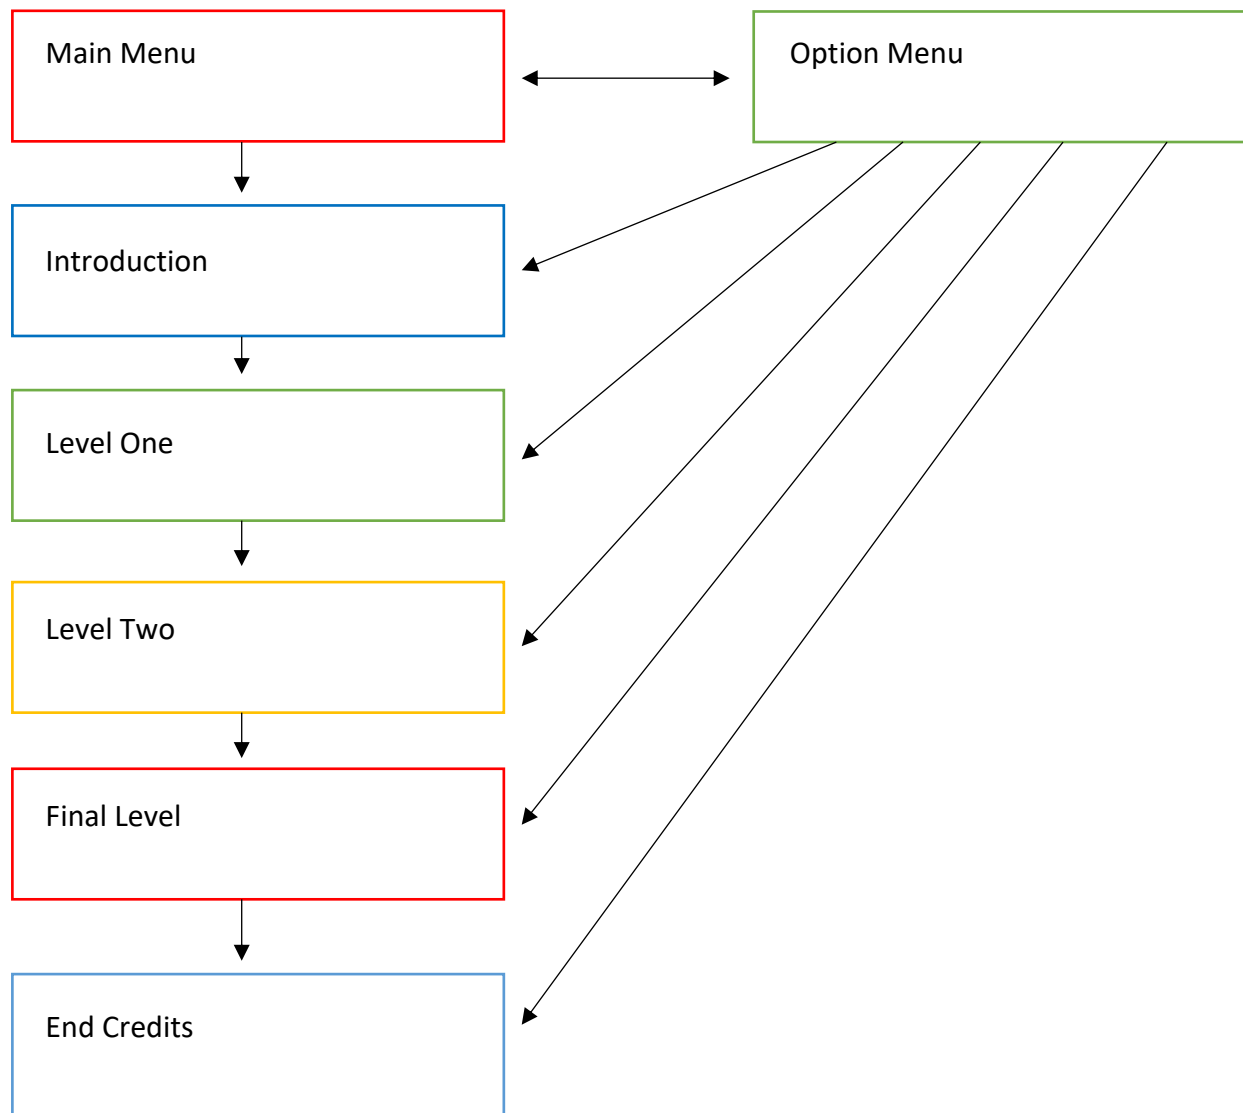 Main Menu
Option Menu
Introduction
Level One
Level Two
Final Level
End Credits